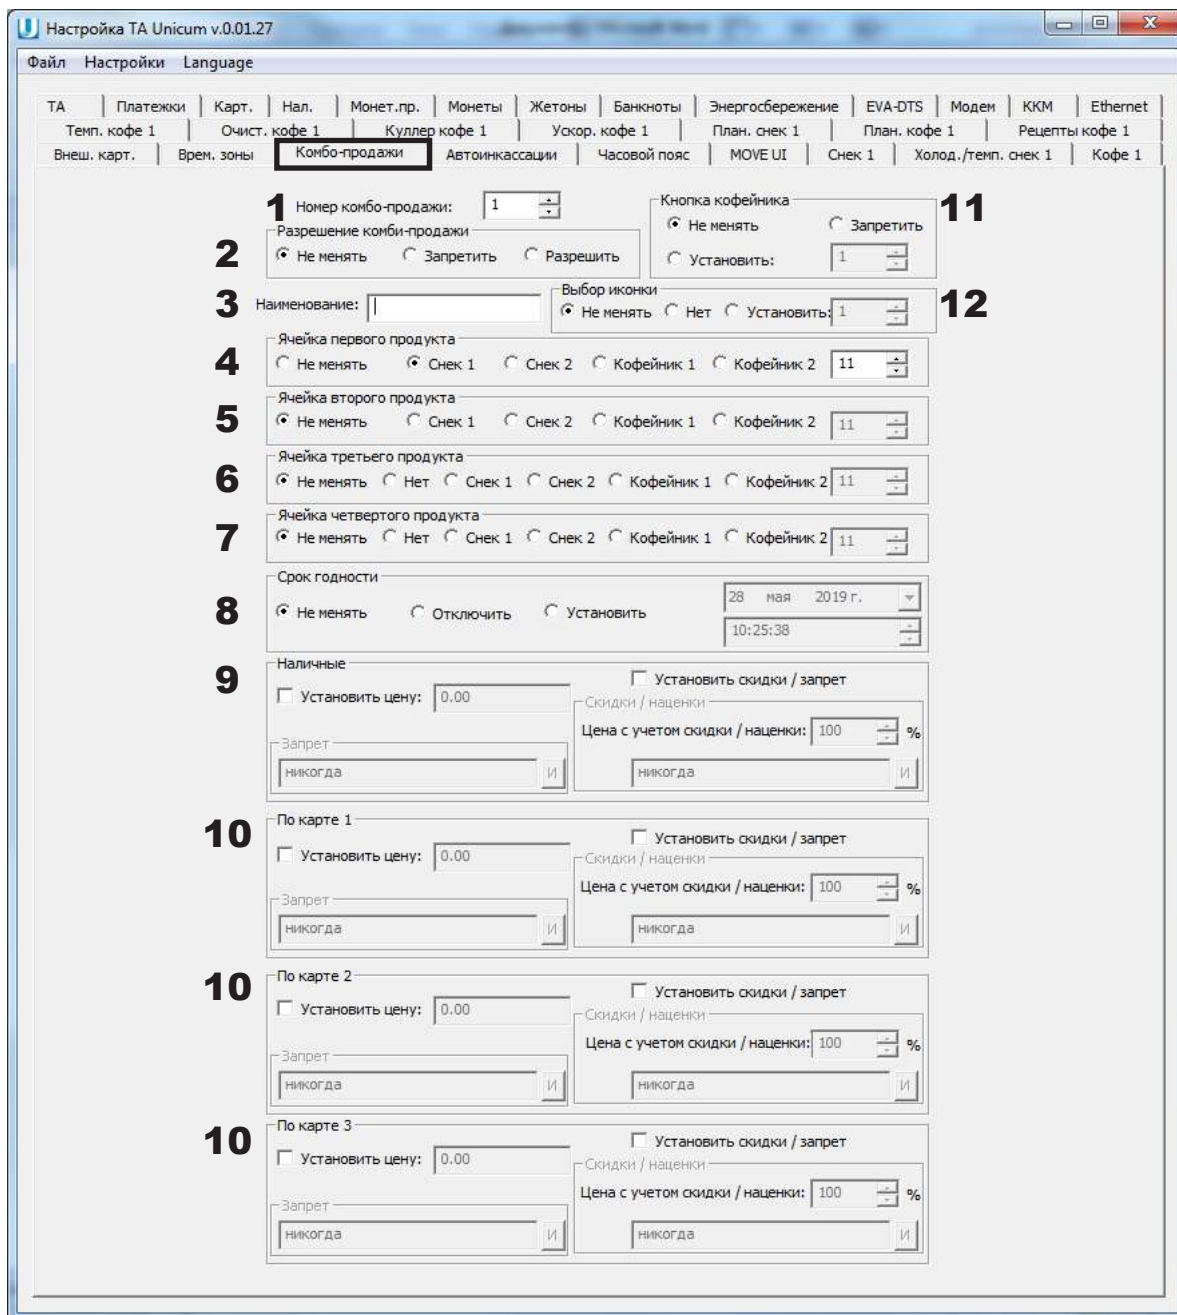 Настройка ТА Unicum v.0.01.27
Файл Настройки Language
ТА Платежки Карт. Нал. Монет.пр. Монеты Жетоны Банкноты Энергосбережение EVA-DTS Модем ККМ Ethernet
Темп. кофе 1 Очист. кофе 1 Куллер кофе 1 Ускор. кофе 1 План. снек 1 План. кофе 1 Рецепты кофе 1
Внеш. карт. Врем. зоны Комбо-продажи Автоинкассации Часовой пояс MOVE UI Снек 1 Холод./темп. снек 1 Кофе 1
1 Номер комбо-продажи: 1 Кнопка кофейника 11
Разрешение комби-продажи Не менять Запретить
2 Не менять Запретить Разрешить Установить: 1
Выбор иконки
3 Наименование: Не менять Нет Установить: 1 12
Ячейка первого продукта
4 Не менять Снек 1 Снек 2 Кофейник 1 Кофейник 2 11
Ячейка второго продукта
5 Не менять Снек 1 Снек 2 Кофейник 1 Кофейник 2 11
Ячейка третьего продукта
6 Не менять Нет Снек 1 Снек 2 Кофейник 1 Кофейник 2 11
Ячейка четвертого продукта
7 Не менять Нет Снек 1 Снек 2 Кофейник 1 Кофейник 2 11
Срок годности
28 мая 2019 г.
8 Не менять Отключить Установить
10:25:38
Наличные
9 Установить скидки / запрет
Установить цену: 0.00
Скидки / наценки
Цена с учетом скидки / наценки: 100 %
Запрет
никогда И никогда И
По карте 1
10 Установить скидки / запрет
Установить цену: 0.00
Скидки / наценки
Цена с учетом скидки / наценки: 100 %
Запрет
никогда И никогда И
По карте 2
10 Установить скидки / запрет
Установить цену: 0.00
Скидки / наценки
Цена с учетом скидки / наценки: 100 %
Запрет
никогда И никогда И
По карте 3
10 Установить скидки / запрет
Установить цену: 0.00
Скидки / наценки
Цена с учетом скидки / наценки: 100 %
Запрет
никогда И никогда И